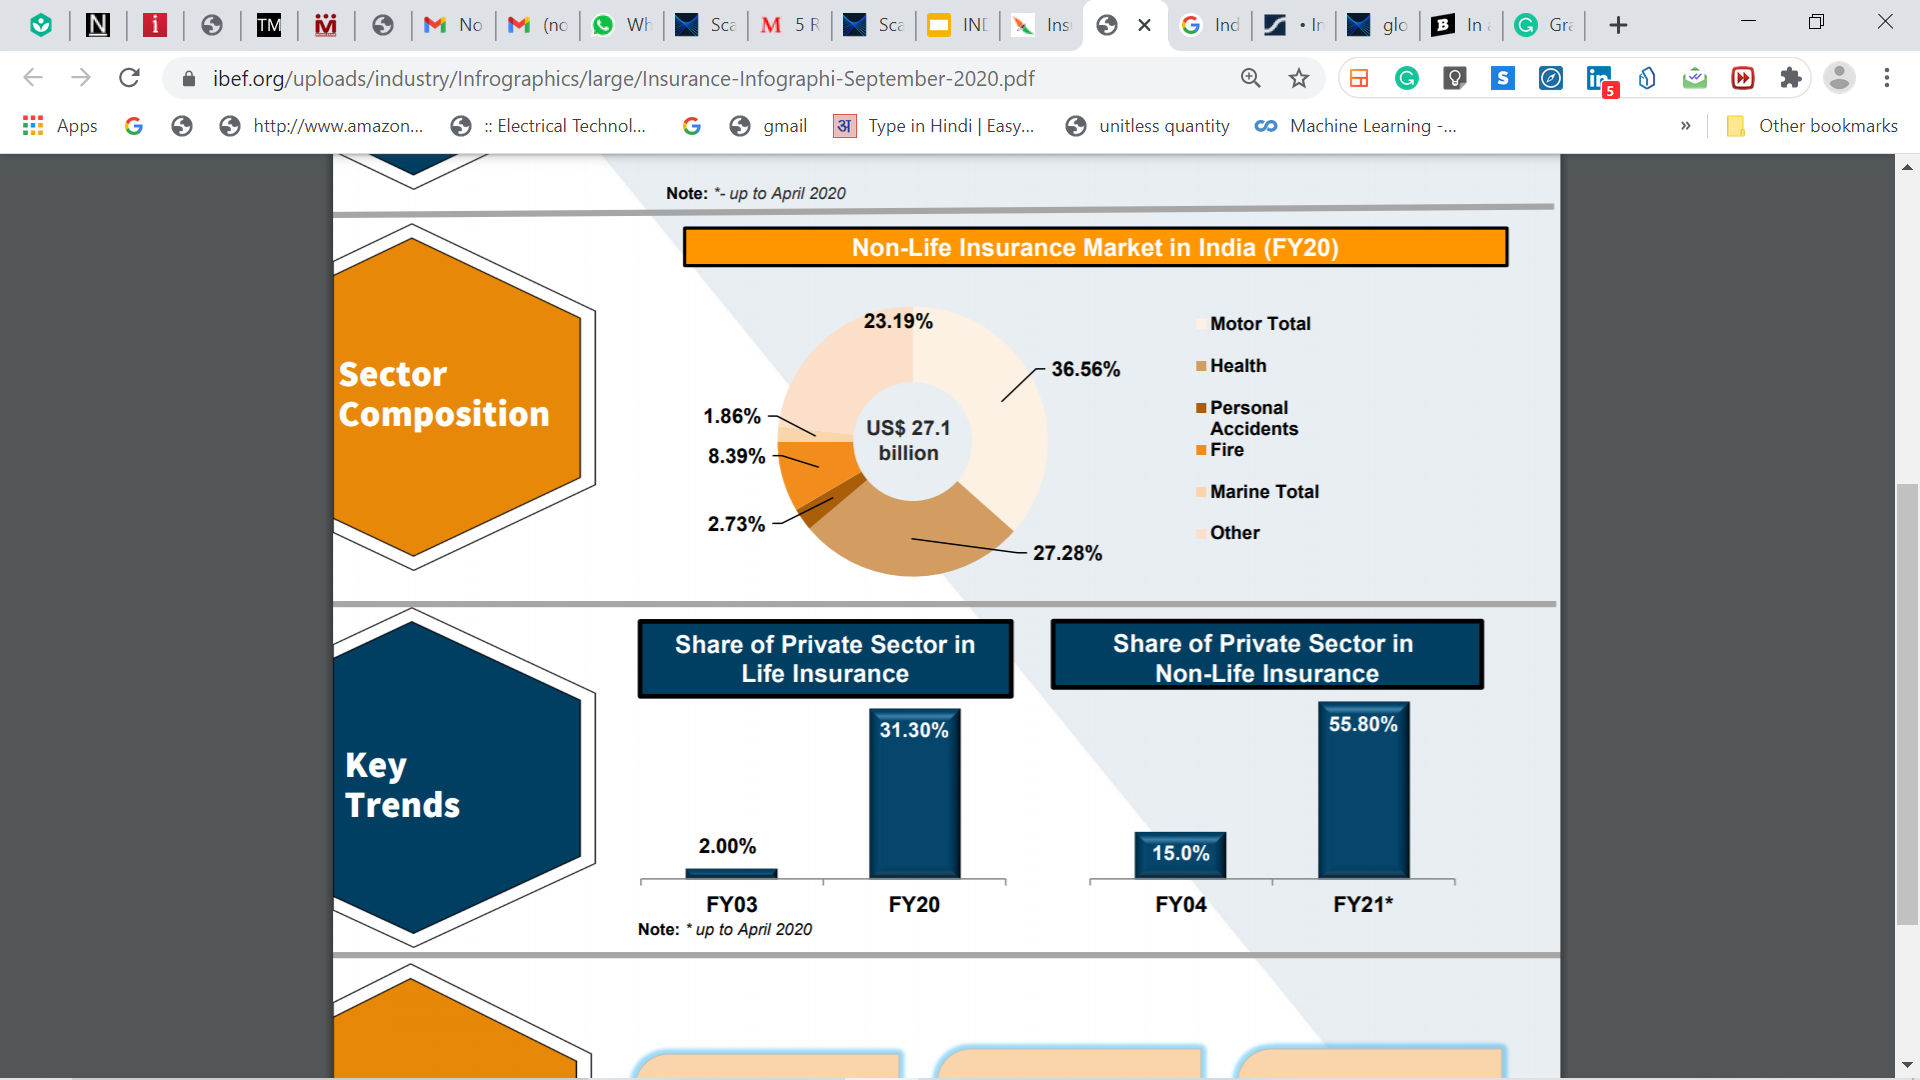 TM
No
(no
Wh
Sca
5 R
Sca
IND
Ins
Ind
• In
glo
In a
Gra
ibef.org/uploads/industry/Infrographics/large/Insurance-Infographi-September-2020.pdf
5
Apps
http://www.amazon...
:: Electrical Technol...
gmail
अ
Type in Hindi | Easy...
unitless quantity
Machine Learning -...
»
Other bookmarks
Note: *- up to April 2020
Non-Life Insurance Market in India (FY20)
Sector
Composition
23.19%
36.56%
1.86%
8.39%
2.73%
27.28%
US$ 27.1
billion
Motor Total
Health
Personal
Accidents
Fire
Marine Total
Other
Key
Trends
Share of Private Sector in
Life Insurance
31.30%
2.00%
FY03 FY20
Note: * up to April 2020
Share of Private Sector in
Non-Life Insurance
55.80%
15.0%
FY04 FY21*